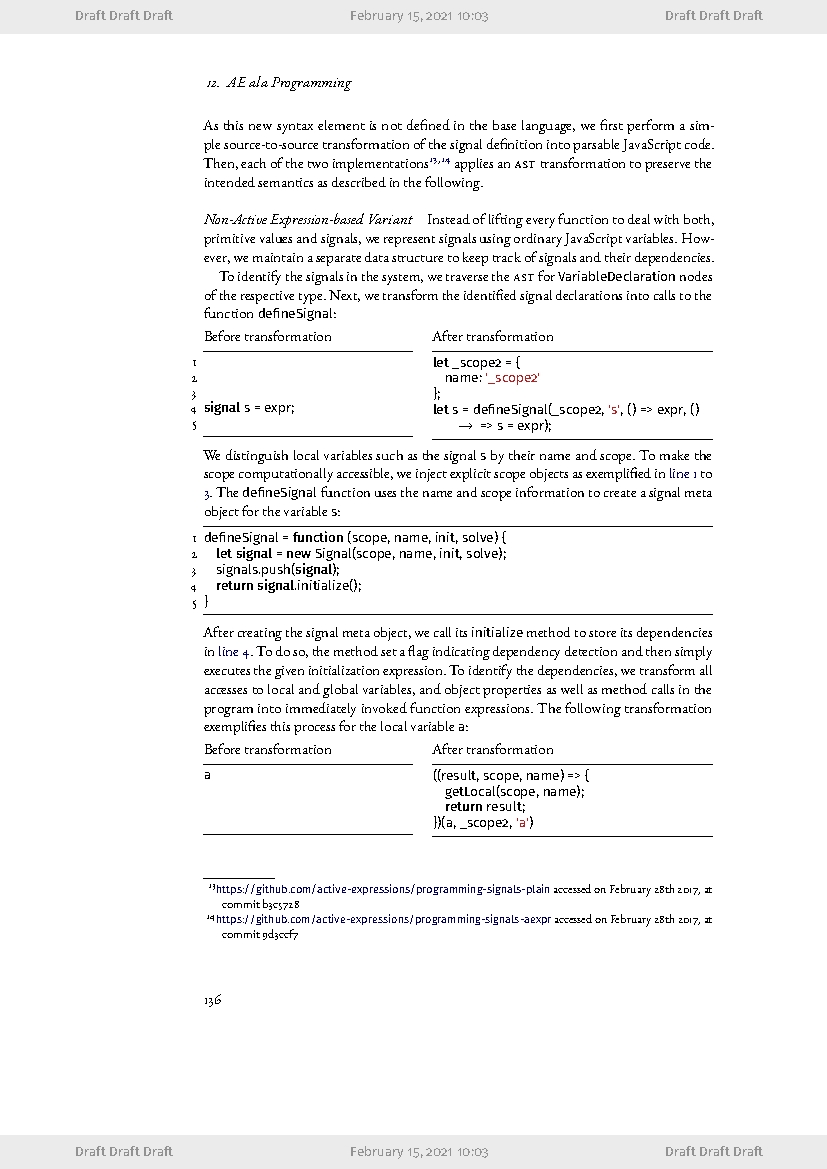 Draft Draft Draft February 15, 2021 10:03 Draft Draft Draft
12. AE ala Programming
As this new syntax element is not defined in the base language, we first perform a sim-
ple source-to-source transformation of the signal definition into parsable JavaScript code.
Then, each of the two implementations13,14 applies an AST transformation to preserve the
intended semantics as described in the following.
Non-Active Expression-based Variant Instead of lifting every function to deal with both,
primitive values and signals, we represent signals using ordinary JavaScript variables. How-
ever, we maintain a separate data structure to keep track of signals and their dependencies.
To identify the signals in the system, we traverse the AST for VariableDeclaration nodes
of the respective type. Next, we transform the identified signal declarations into calls to the
function defineSignal:
Before transformation After transformation
1 let _scope2 = {
2 name: '_scope2'
3 };
4 signal s = expr; let s = defineSignal(_scope2, 's', () => expr, ()
5 → => s = expr);
We distinguish local variables such as the signal s by their name and scope. To make the
scope computationally accessible, we inject explicit scope objects as exemplified in line 1 to
3. The defineSignal function uses the name and scope information to create a signal meta
object for the variable s:
1 defineSignal = function (scope, name, init, solve) {
2 let signal = new Signal(scope, name, init, solve);
3 signals.push(signal);
4 return signal.initialize();
5 }
After creating the signal meta object, we call its initialize method to store its dependencies
in line 4. To do so, the method set a flag indicating dependency detection and then simply
executes the given initialization expression. To identify the dependencies, we transform all
accesses to local and global variables, and object properties as well as method calls in the
program into immediately invoked function expressions. The following transformation
exemplifies this process for the local variable a:
Before transformation After transformation
a ((result, scope, name) => {
getLocal(scope, name);
return result;
})(a, _scope2, 'a')
13https://github.com/active-expressions/programming-signals-plain accessed on February 28th 2017, at
commit b3c5728
14https://github.com/active-expressions/programming-signals-aexpr accessed on February 28th 2017, at
commit 9d3ccf7
136
Draft Draft Draft February 15, 2021 10:03 Draft Draft Draft